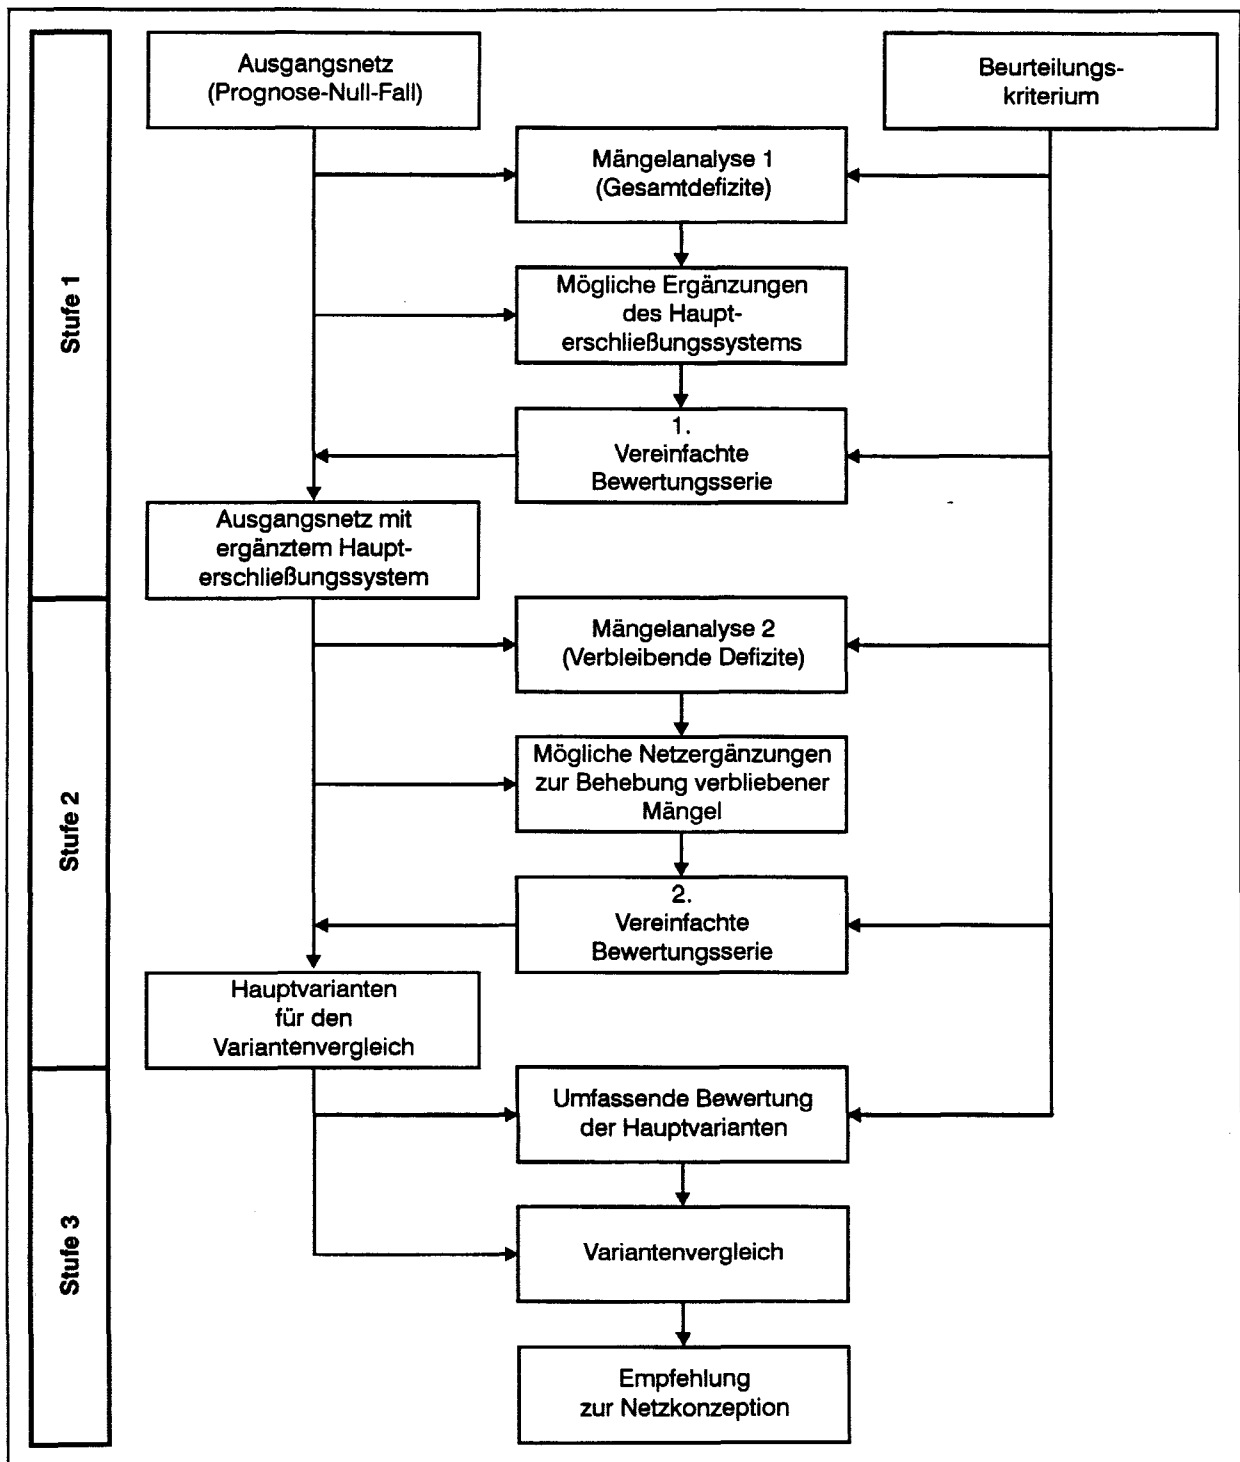 Stufe 1
Ausgangsnetz
(Prognose-Null-Fall)
Beurteilungs-
kriterium
Mängelanalyse 1
(Gesamtdefizite)
Mögliche Ergänzungen
des Haupt-
erschließungssystems
1.
Vereinfachte
Bewertungsserie
Ausgangsnetz mit
ergänztem Haupt-
erschließungssystem
Stufe 2
Mängelanalyse 2
(Verbleibende Defizite)
Mögliche Netzergänzungen
zur Behebung verbliebener
Mängel
2.
Vereinfachte
Bewertungsserie
Hauptvarianten
für den
Variantenvergleich
Stufe 3
Umfassende Bewertung
der Hauptvarianten
Variantenvergleich
Empfehlung
zur Netzkonzeption